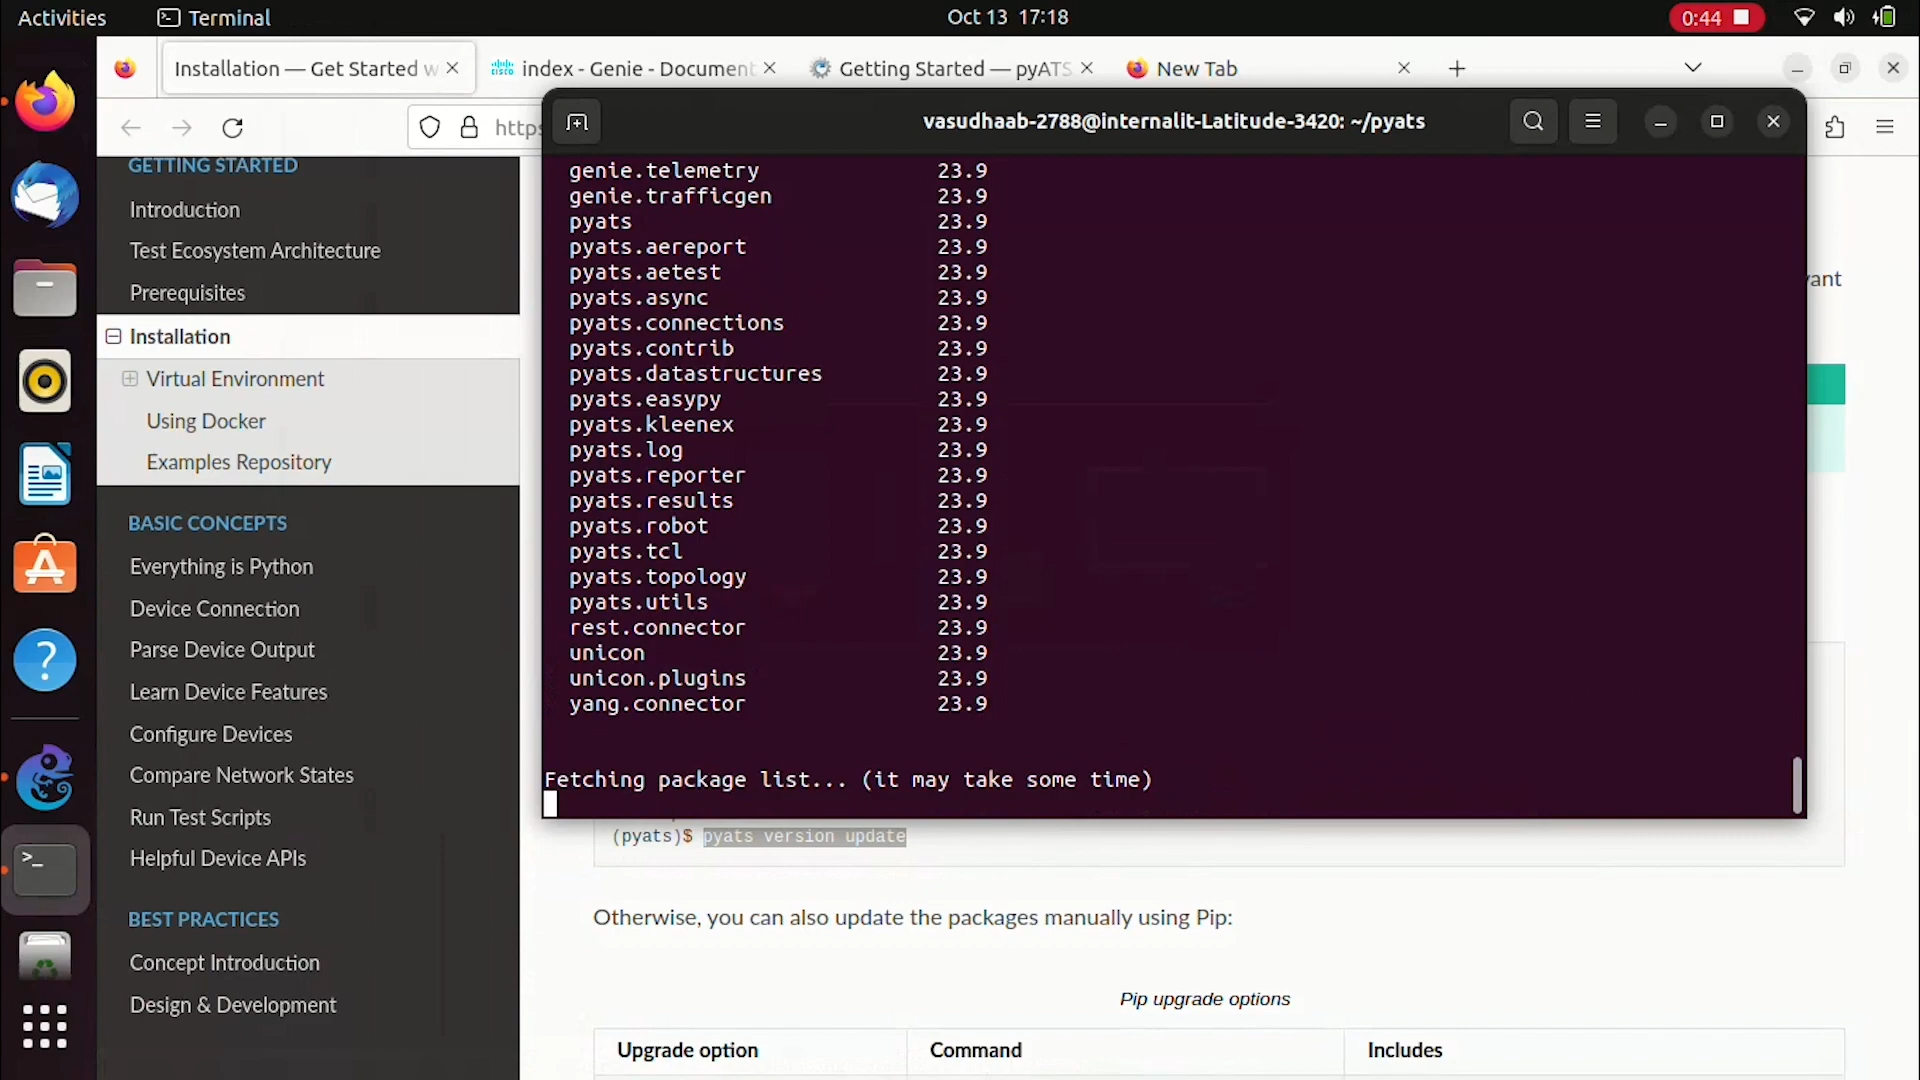 Activities Terminal Oct 13 17:18 0:44
Installation — Get Started w index - Genie - Document Getting Started — pyATS New Tab
https
vasudhaab-2788@internalit-Latitude-3420: ~/pyats
GETTING STARTED
Introduction
Test Ecosystem Architecture
Prerequisites
Installation
Virtual Environment
Using Docker
Examples Repository
BASIC CONCEPTS
Everything is Python
Device Connection
Parse Device Output
Learn Device Features
Configure Devices
Compare Network States
Run Test Scripts
Helpful Device APIs
BEST PRACTICES
Concept Introduction
Design & Development
genie.telemetry 23.9
genie.trafficgen 23.9
pyats 23.9
pyats.aereport 23.9
pyats.aetest 23.9
pyats.async 23.9
pyats.connections 23.9
pyats.contrib 23.9
pyats.datastructures 23.9
pyats.easypy 23.9
pyats.kleenex 23.9
pyats.log 23.9
pyats.reporter 23.9
pyats.results 23.9
pyats.robot 23.9
pyats.tcl 23.9
pyats.topology 23.9
pyats.utils 23.9
rest.connector 23.9
unicon 23.9
unicon.plugins 23.9
yang.connector 23.9
Fetching package list... (it may take some time)
(pyats)$ pyats version update
Otherwise, you can also update the packages manually using Pip:
Pip upgrade options
Upgrade option Command Includes